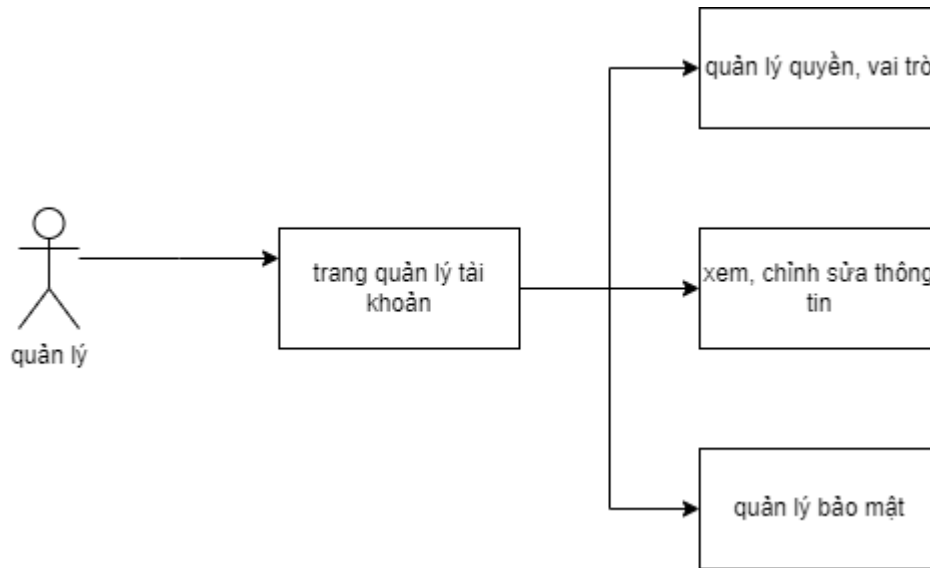 quản lý quyền, vai trò
trang quản lý tài
khoản
xem, chỉnh sửa thông
tin
quản lý
quản lý bảo mật